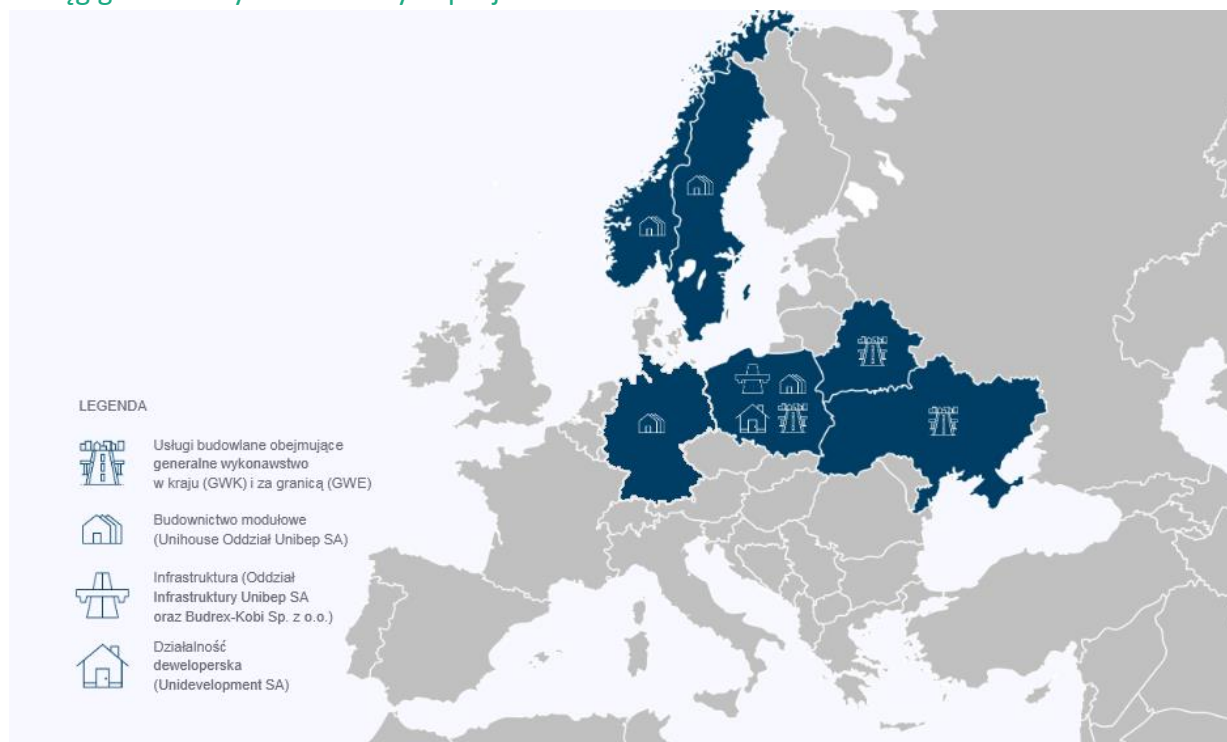 LEGENDA
Usługi budowlane obejmujące
generalne wykonawstwo
w kraju (GWK) i za granicą (GWE)
Budownictwo modułowe
(Unihouse Oddział Unibep SA)
Infrastruktura (Oddział
Infrastruktury Unibep SA
oraz Budrex-Kobi Sp. z o.o.)
Działalność
deweloperska
(Unidevelopment SA)